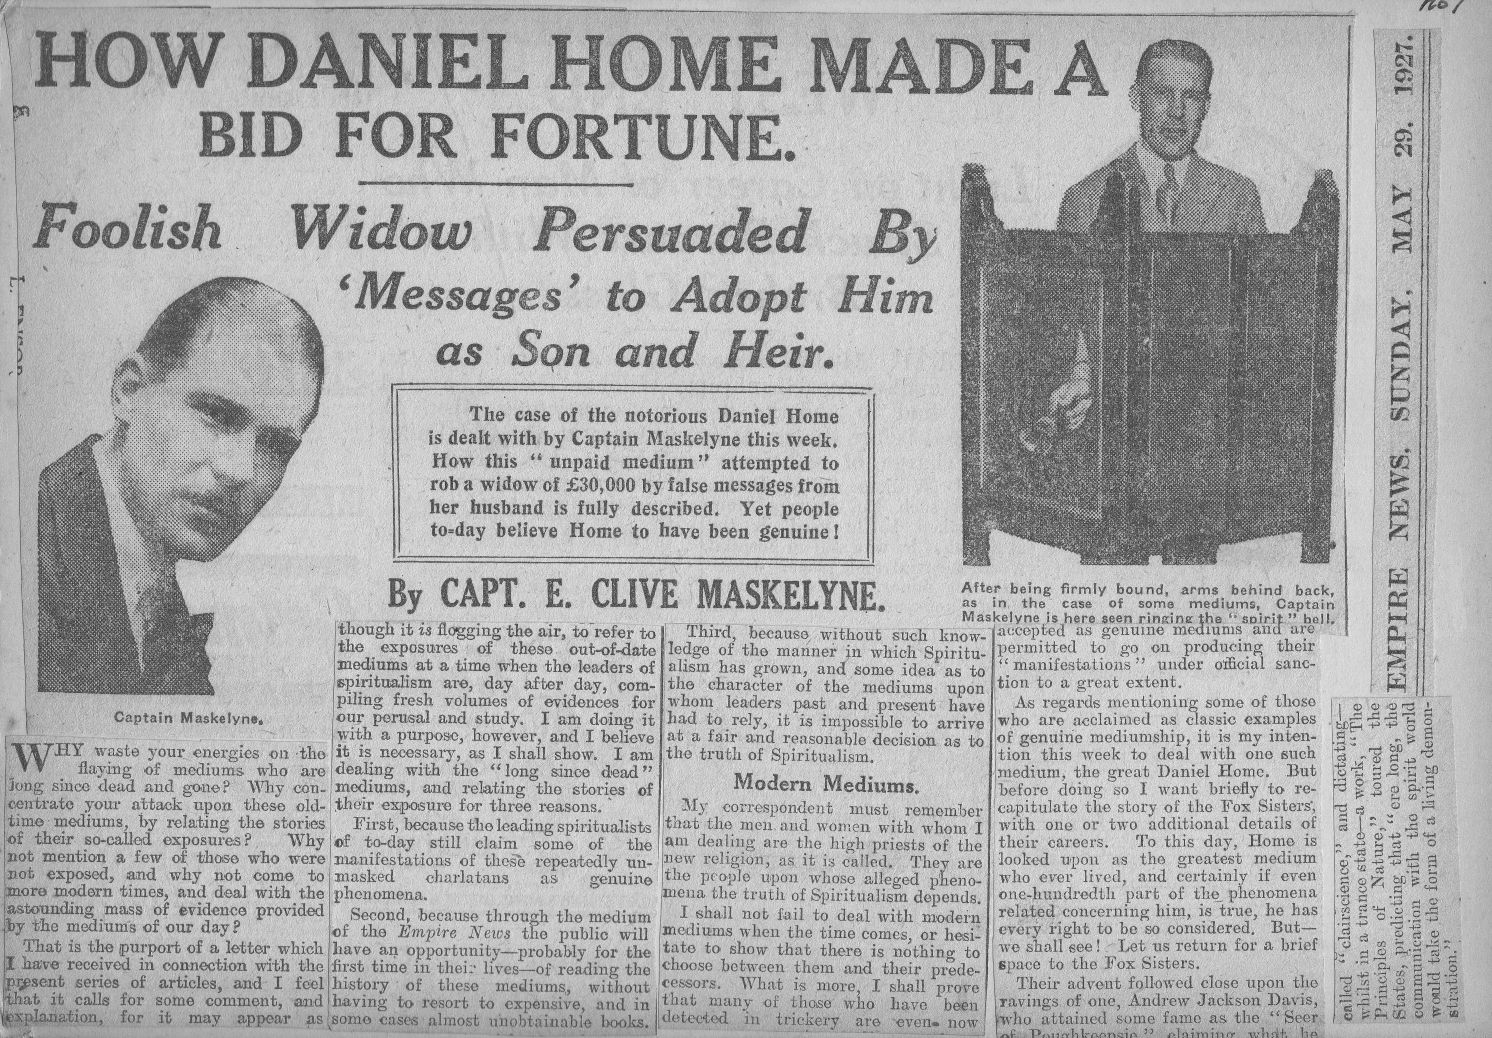 HOW DANIEL HOME MADE A
BID FOR FORTUNE.
Foolish Widow Persuaded By
'Messages' to Adopt Him
as Son and Heir.
The case of the notorious Daniel Home
is dealt with by Captain Maskelyne this week.
How this "unpaid medium" attempted to
rob a widow of £30,000 by false messages from
her husband is fully described. Yet people
to-day believe Home to have been genuine!
By CAPT. E. CLIVE MASKELYNE.
Captain Maskelyne.
After being firmly bound, arms behind back,
as in the case of some mediums, Captain
Maskelyne is here seen ringing the "spirit" bell.
EMPIRE NEWS, SUNDAY, MAY 29. 1927.
WHY waste your energies on the
flaying of mediums who are
long since dead and gone? Why con-
centrate your attack upon these old-
time mediums, by relating the stories
of their so-called exposures? Why
not mention a few of those who were
not exposed, and why not come to
more modern times, and deal with the
astounding mass of evidence provided
by the mediums of our day?
That is the purport of a letter which
I have received in connection with the
present series of articles, and I feel
that it calls for some comment, and
explanation, for it may appear as
though it is flogging the air, to refer to
the exposures of these out-of-date
mediums at a time when the leaders of
spiritualism are, day after day, com-
piling fresh volumes of evidences for
our perusal and study. I am doing it
with a purpose, however, and I believe
it is necessary, as I shall show. I am
dealing with the "long since dead"
mediums, and relating the stories of
their exposure for three reasons.
First, because the leading spiritualists
of to-day still claim some of the
manifestations of these repeatedly un-
masked charlatans as genuine
phenomena.
Second, because through the medium
of the Empire News the public will
have an opportunity—probably for the
first time in their lives—of reading the
history of these mediums, without
having to resort to expensive, and in
some cases almost unobtainable books.
Third, because without such know-
ledge of the manner in which Spiritu-
alism has grown, and some idea as to
the character of the mediums upon
whom leaders past and present have
had to rely, it is impossible to arrive
at a fair and reasonable decision as to
the truth of Spiritualism.
Modern Mediums.
My correspondent must remember
that the men and women with whom I
am dealing are the high priests of the
new religion, as it is called. They are
the people upon whose alleged pheno-
mena the truth of Spiritualism depends.
I shall not fail to deal with modern
mediums when the time comes, or hesi-
tate to show that there is nothing to
choose between them and their prede-
cessors. What is more, I shall prove
that many of those who have been
detected in trickery are even now
accepted as genuine mediums and are
permitted to go on producing their
"manifestations" under official sanc-
tion to a great extent.
As regards mentioning some of those
who are acclaimed as classic examples
of genuine mediumship, it is my inten-
tion this week to deal with one such
medium, the great Daniel Home. But
before doing so I want briefly to re-
capitulate the story of the Fox Sisters,
with one or two additional details of
their careers. To this day, Home is
looked upon as the greatest medium
who ever lived, and certainly if even
one-hundredth part of the phenomena
related concerning him, is true, he has
every right to be so considered. But—
we shall see! Let us return for a brief
space to the Fox Sisters.
Their advent followed close upon the
ravings of one, Andrew Jackson Davis,
who attained some fame as the "Seer
of Poughkeepsie" claiming what he
called "clairscience," and dictating—
whilst in a trance state—a work, "The
Principles of Nature," toured the
States, predicting that "ere long, the
communication with the spirit world
would take the form of a living demon-
stration."